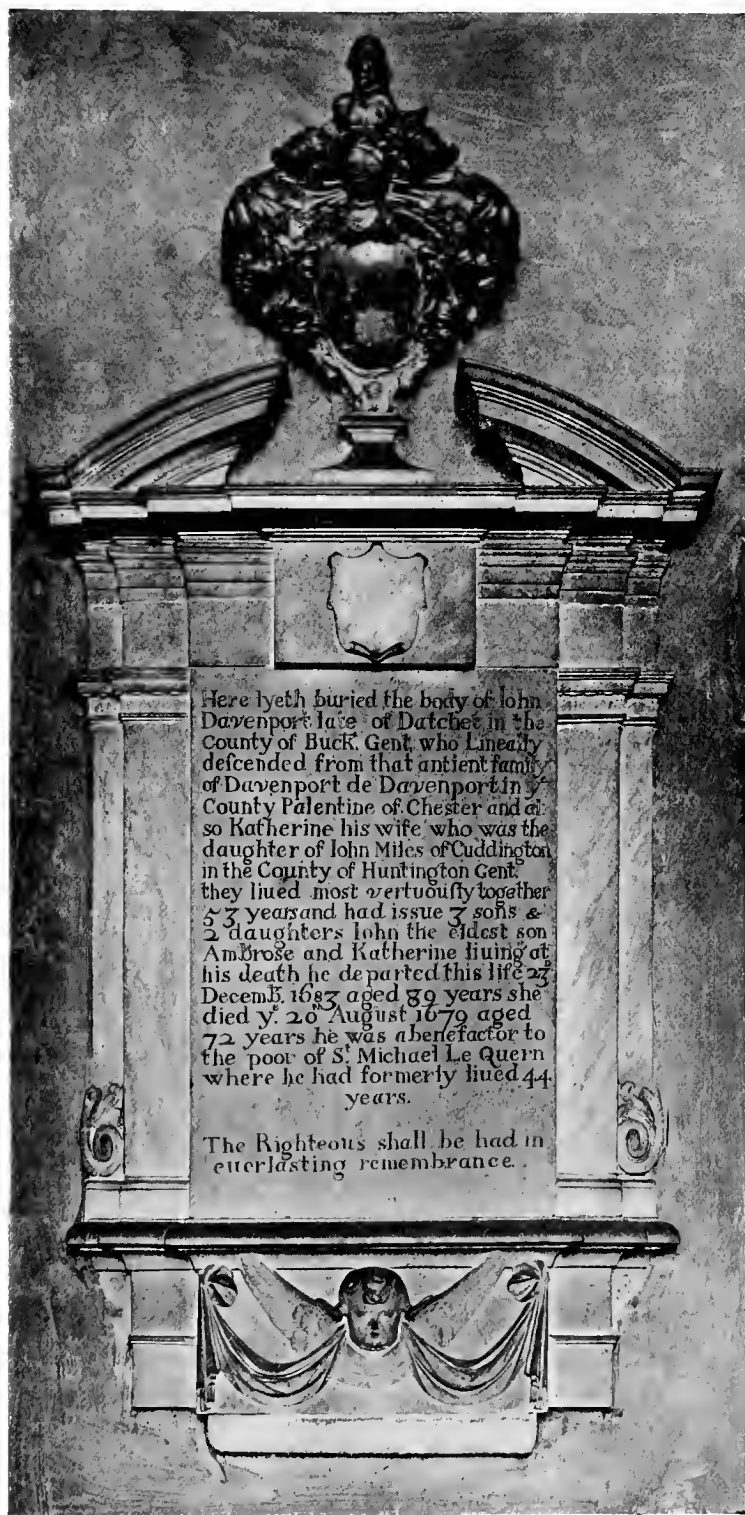 Here lyeth buried the body of Iohn
Davenport late of Datchet in the
County of Buck. Gent. who Lineally
deſcended from that antient family
of Davenport de Davenport in yᵉ
County Palentine of Chester and al:
so Katherine his wife who was the
daughter of Iohn Miles of Cuddington
in the County of Huntington Gent.
they liued most vertuouſly together
53 years and had issue 3 sons &
2 daughters Iohn the eldest son
Ambrose and Katherine liuing at
his death he departed this life 23ᵈ
Decemb. 1683 aged 89 years she
died yᵉ 20ᵗʰ August 1679 aged
72 years he was a benefactor to
the poor of Sᵗ Michael Le Quern
where he had formerly liued 44
years.
The Righteous shall be had in
euerlasting remembrance.